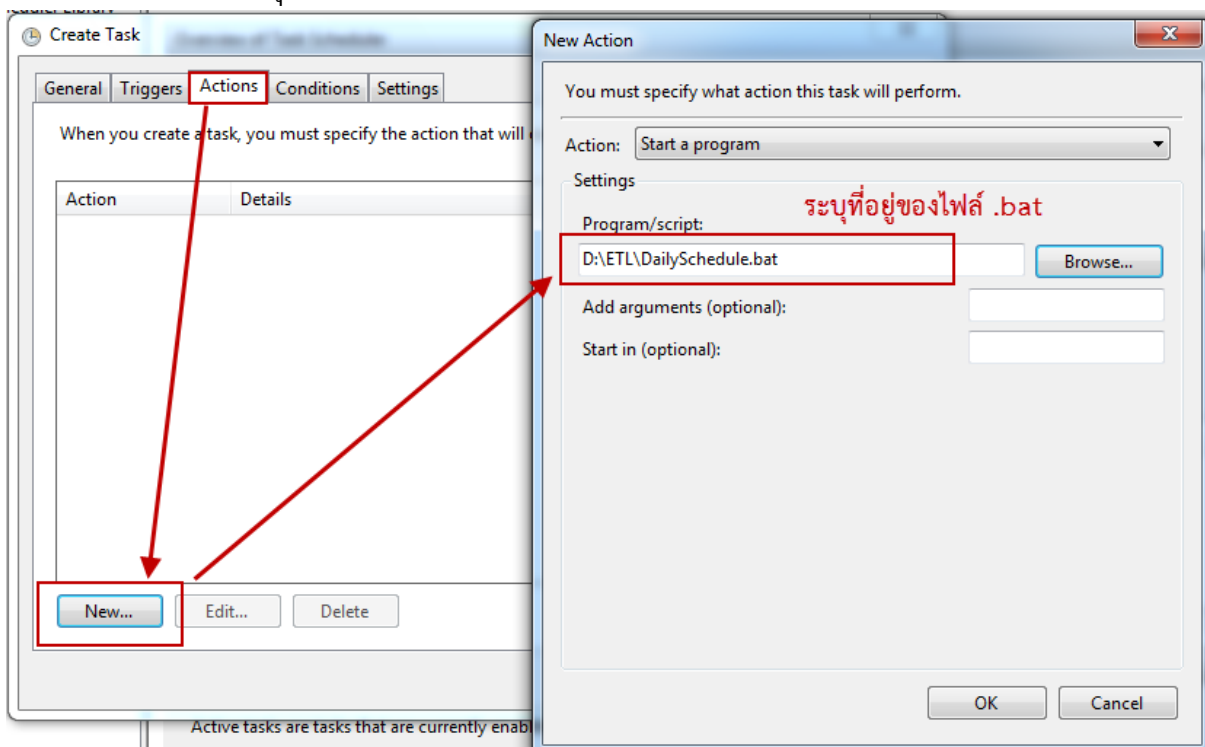 Create Task
General Triggers Actions Conditions Settings
When you create a task, you must specify the action that will
Action Details
New... Edit... Delete
Active tasks are tasks that are currently
New Action
You must specify what action this task will perform.
Action: Start a program
Settings
ระบุที่อยู่ของไฟล์ .bat
Program/script:
D:\ETL\DailySchedule.bat Browse...
Add arguments (optional):
Start in (optional):
OK Cancel